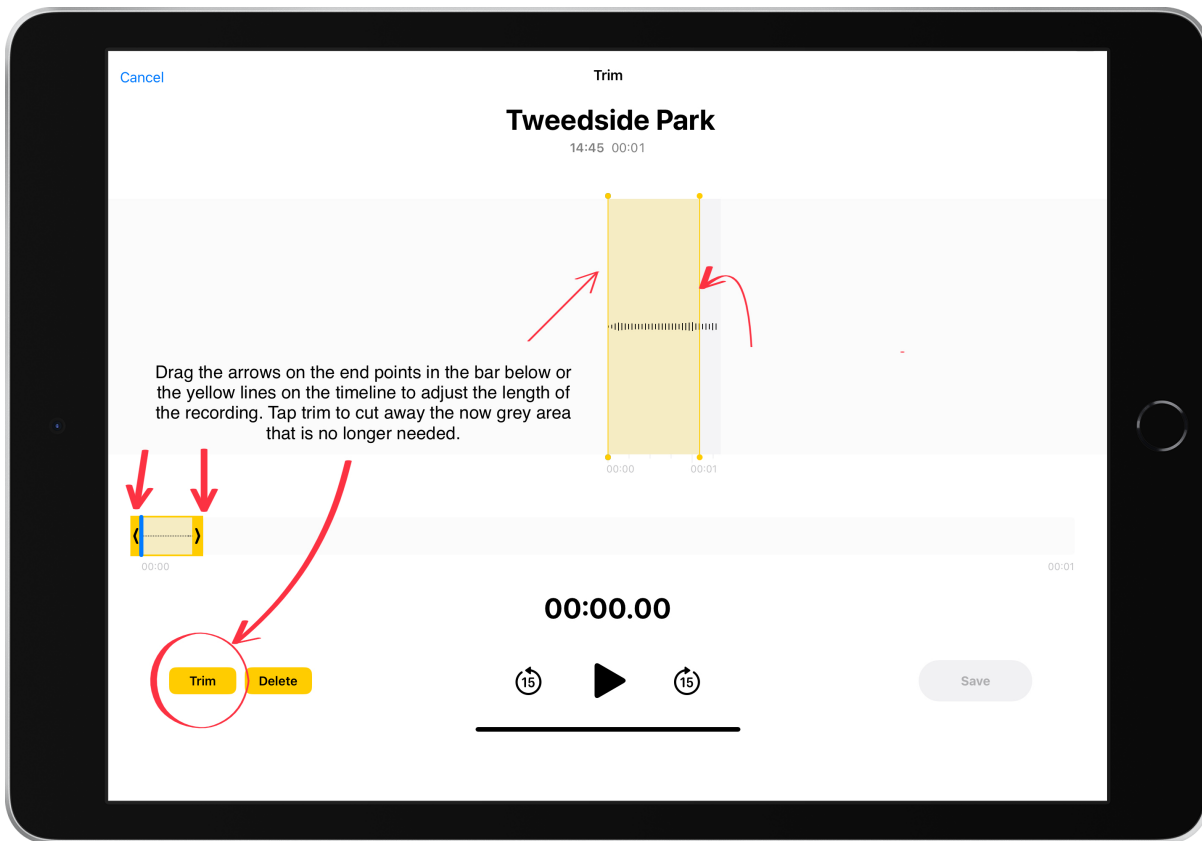 Cancel
Trim
Tweedside Park
14:45 00:01
Drag the arrows on the end points in the bar below or
the yellow lines on the timeline to adjust the length of
the recording. Tap trim to cut away the now grey area
that is no longer needed.
00:00 00:01
00:00 00:01
00:00.00
Trim Delete 15 15 Save